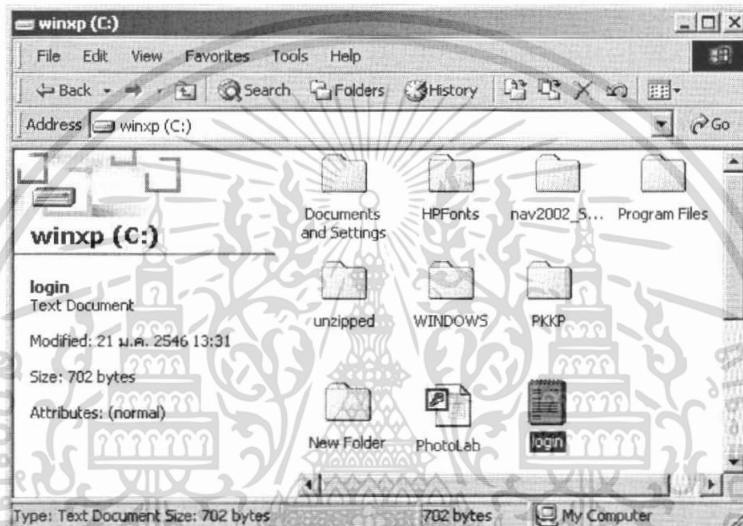 winxp (C:)
File Edit View Favorites Tools Help
Back Search Folders History
Address winxp (C:) Go
winxp (C:)
login
Text Document
Modified: 21 ม.ค. 2546 13:31
Size: 702 bytes
Attributes: (normal)
Documents and Settings
HPFonts
nav2002_S...
Program Files
unzipped
WINDOWS
PKKP
New Folder
PhotoLab
login
Type: Text Document Size: 702 bytes 702 bytes My Computer